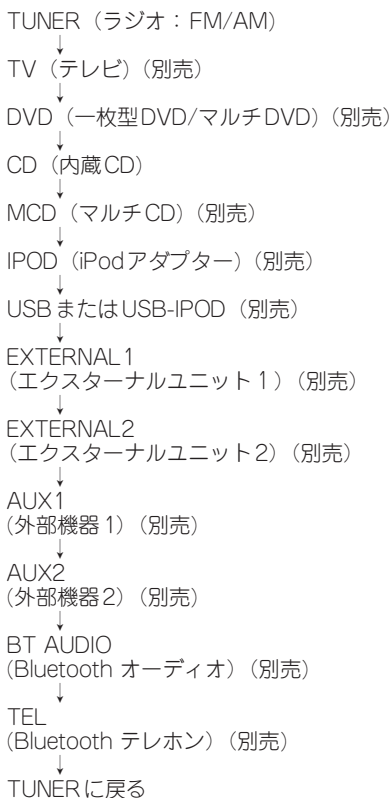 TUNER（ラジオ：FM/AM）
↓
TV（テレビ）（別売）
↓
DVD（一枚型DVD/マルチDVD）（別売）
↓
CD（内蔵CD）
↓
MCD（マルチCD）（別売）
↓
IPOD（iPodアダプター）（別売）
↓
USBまたはUSB-IPOD（別売）
↓
EXTERNAL1
（エクスターナルユニット1）（別売）
↓
EXTERNAL2
（エクスターナルユニット2）（別売）
↓
AUX1
（外部機器1）（別売）
↓
AUX2
（外部機器2）（別売）
↓
BT AUDIO
（Bluetooth オーディオ）（別売）
↓
TEL
（Bluetooth テレホン）（別売）
↓
TUNERに戻る